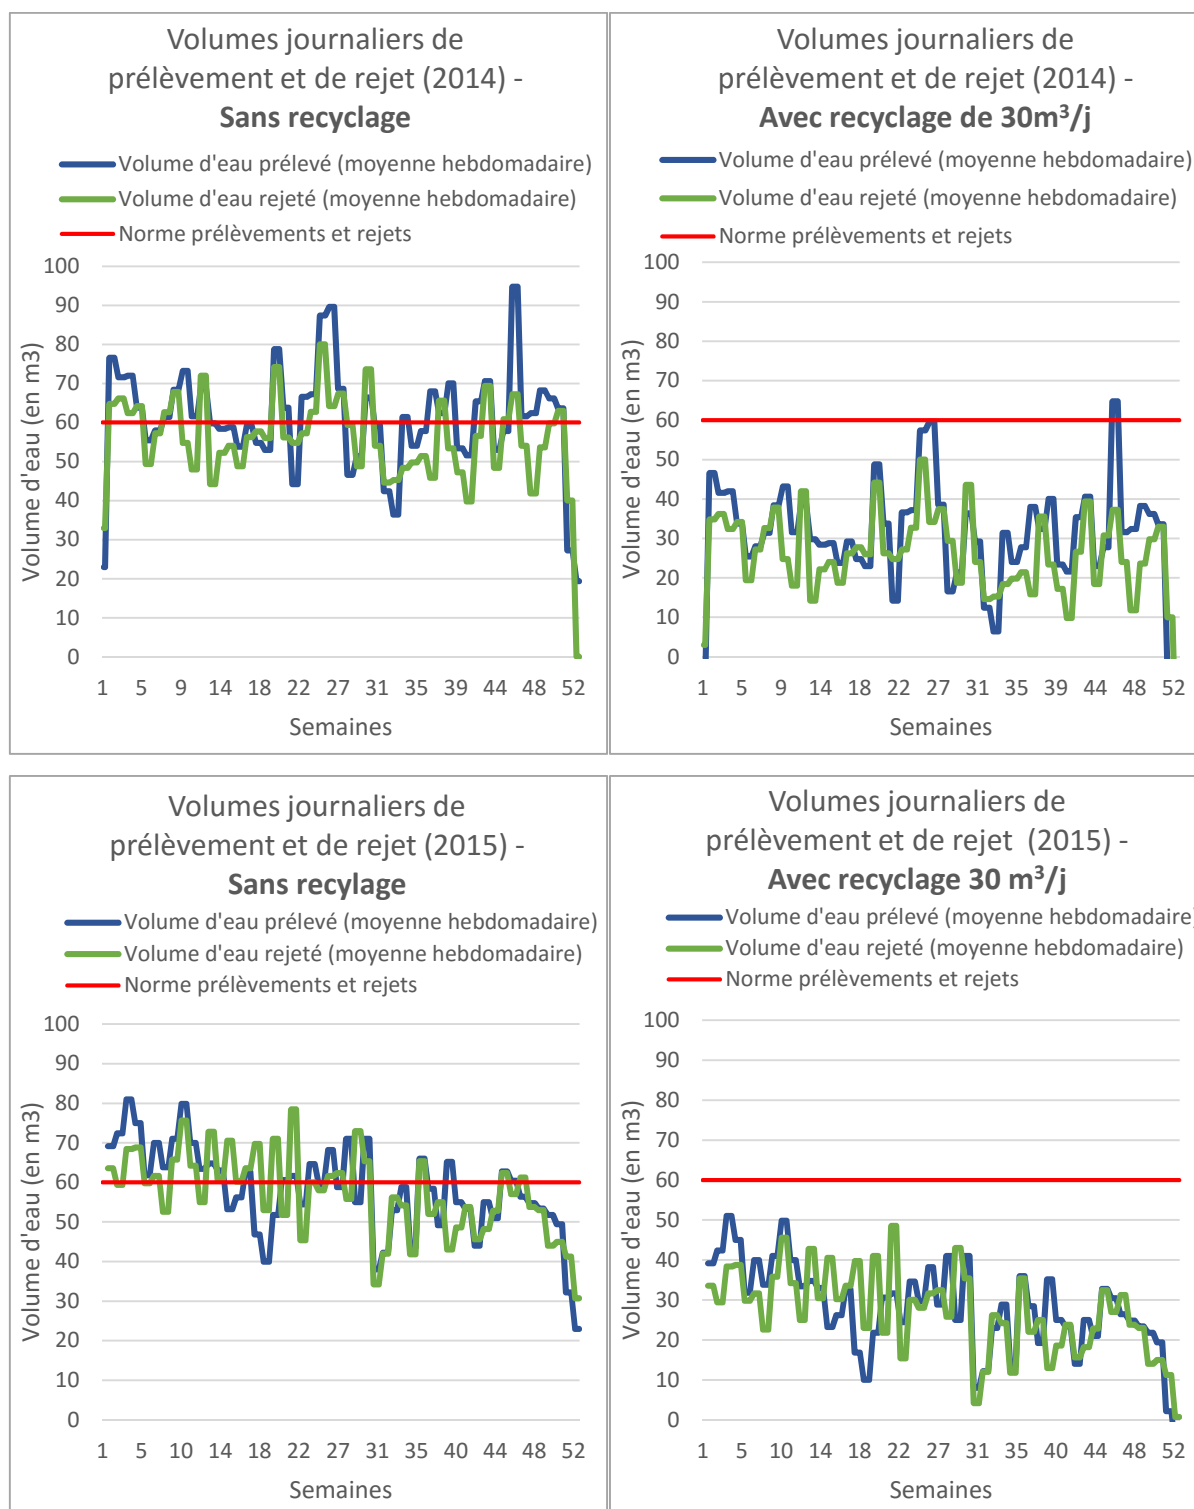 Volumes journaliers de
prélèvement et de rejet (2014) -
Sans recyclage
Volume d'eau prélevé (moyenne hebdomadaire)
Volume d'eau rejeté (moyenne hebdomadaire)
Norme prélèvements et rejets
100
90
80
70
60
50
40
30
20
10
0
Volume d'eau (en m3)
1 5 9 14 18 22 27 31 35 39 44 48 52
Semaines
Volumes journaliers de
prélèvement et de rejet (2014) -
Avec recyclage de 30m³/j
Volume d'eau prélevé (moyenne hebdomadaire)
Volume d'eau rejeté (moyenne hebdomadaire)
Norme prélèvements et rejets
100
90
80
70
60
50
40
30
20
10
0
Volume d'eau (en m3)
1 5 9 14 18 22 27 31 35 39 44 48 52
Semaines
Volumes journaliers de
prélèvement et de rejet (2015) -
Sans recylage
Volume d'eau prélevé (moyenne hebdomadaire)
Volume d'eau rejeté (moyenne hebdomadaire)
Norme prélèvements et rejets
100
90
80
70
60
50
40
30
20
10
0
Volume d'eau (en m3)
1 5 10 14 18 22 27 31 36 40 44 48 52
Semaines
Volumes journaliers de
prélèvement et de rejet (2015) -
Avec recyclage 30 m³/j
Volume d'eau prélevé (moyenne hebdomadaire)
Volume d'eau rejeté (moyenne hebdomadaire)
Norme prélèvements et rejets
100
90
80
70
60
50
40
30
20
10
0
Volume d'eau (en m3)
1 5 10 14 18 22 27 31 35 40 44 48 52
Semaines